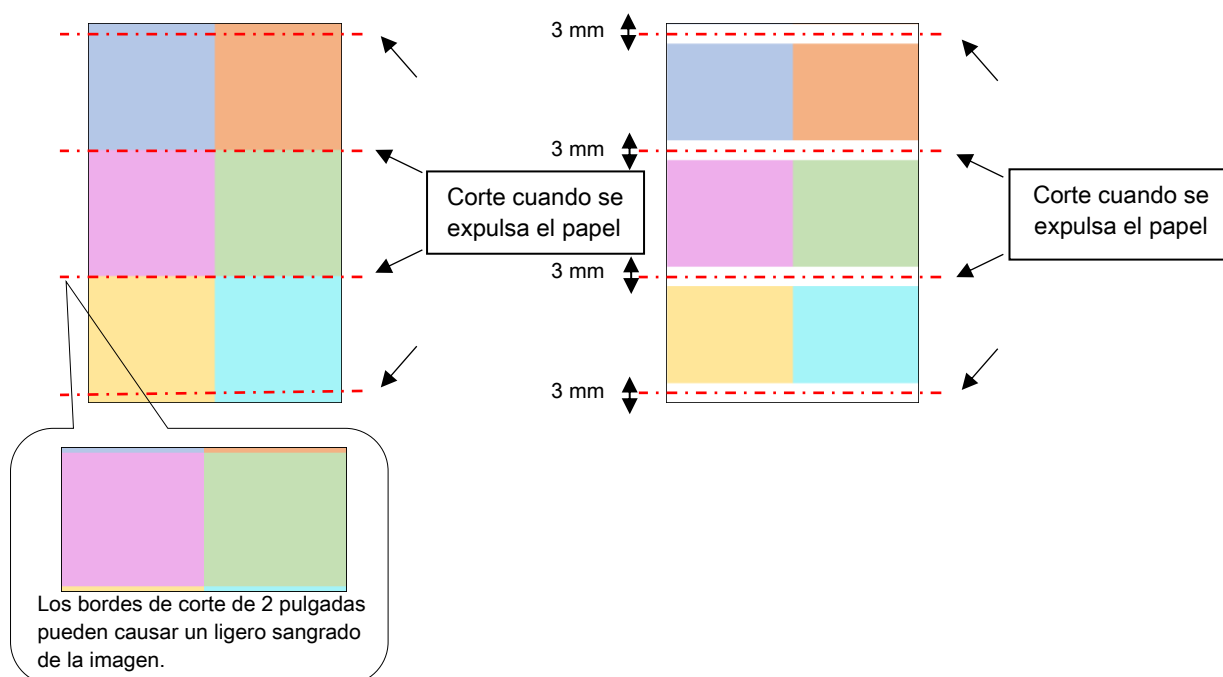 3 mm
3 mm
Corte cuando se
expulsa el papel
3 mm
3 mm
Corte cuando se
expulsa el papel
Los bordes de corte de 2 pulgadas
pueden causar un ligero sangrado
de la imagen.